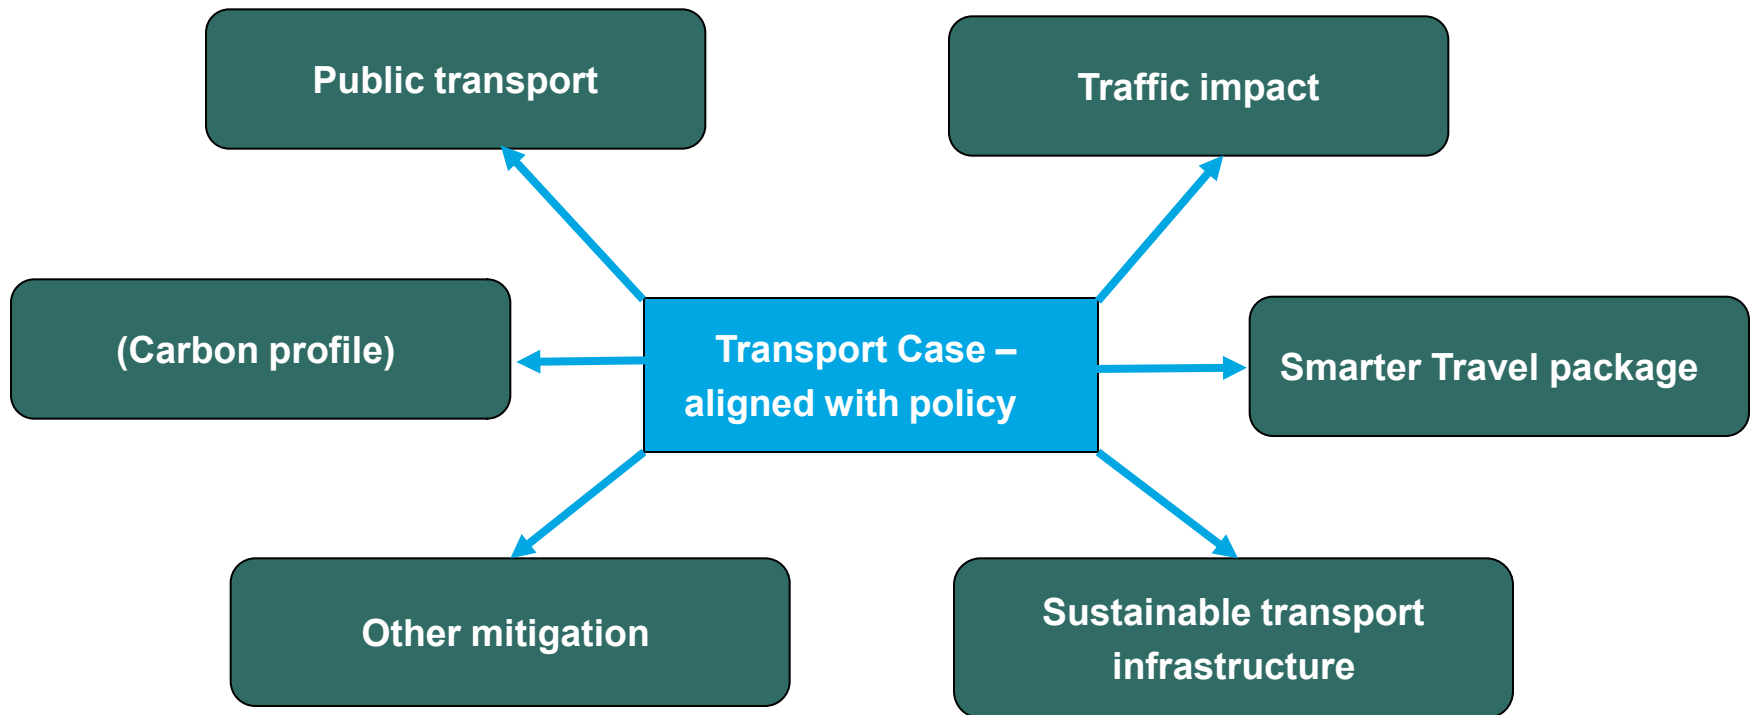 Public transport
Traffic impact
(Carbon profile)
Transport Case –
aligned with policy
Smarter Travel package
Other mitigation
Sustainable transport
infrastructure